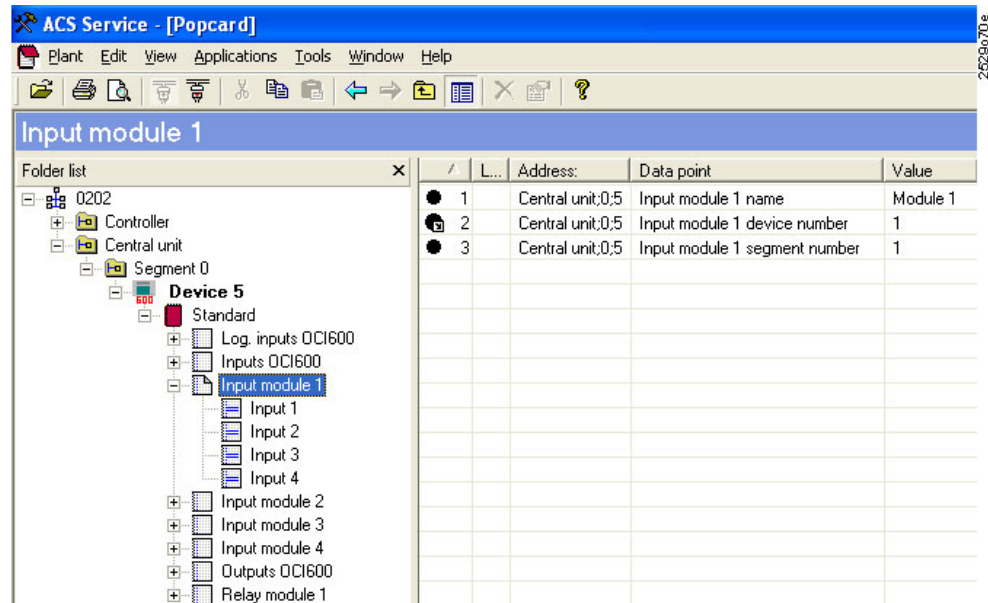 ACS Service - [Popcard]
Plant Edit View Applications Tools Window Help
Input module 1
Folder list
L... Address: Data point Value
0202
Controller
Central unit
Segment 0
600 Device 5
Standard
Log. inputs OCI600
Inputs OCI600
Input module 1
Input 1
Input 2
Input 3
Input 4
Input module 2
Input module 3
Input module 4
Outputs OCI600
Relay module 1
1 Central unit;0;5 Input module 1 name Module 1
2 Central unit;0;5 Input module 1 device number 1
3 Central unit;0;5 Input module 1 segment number 1
2529o70e